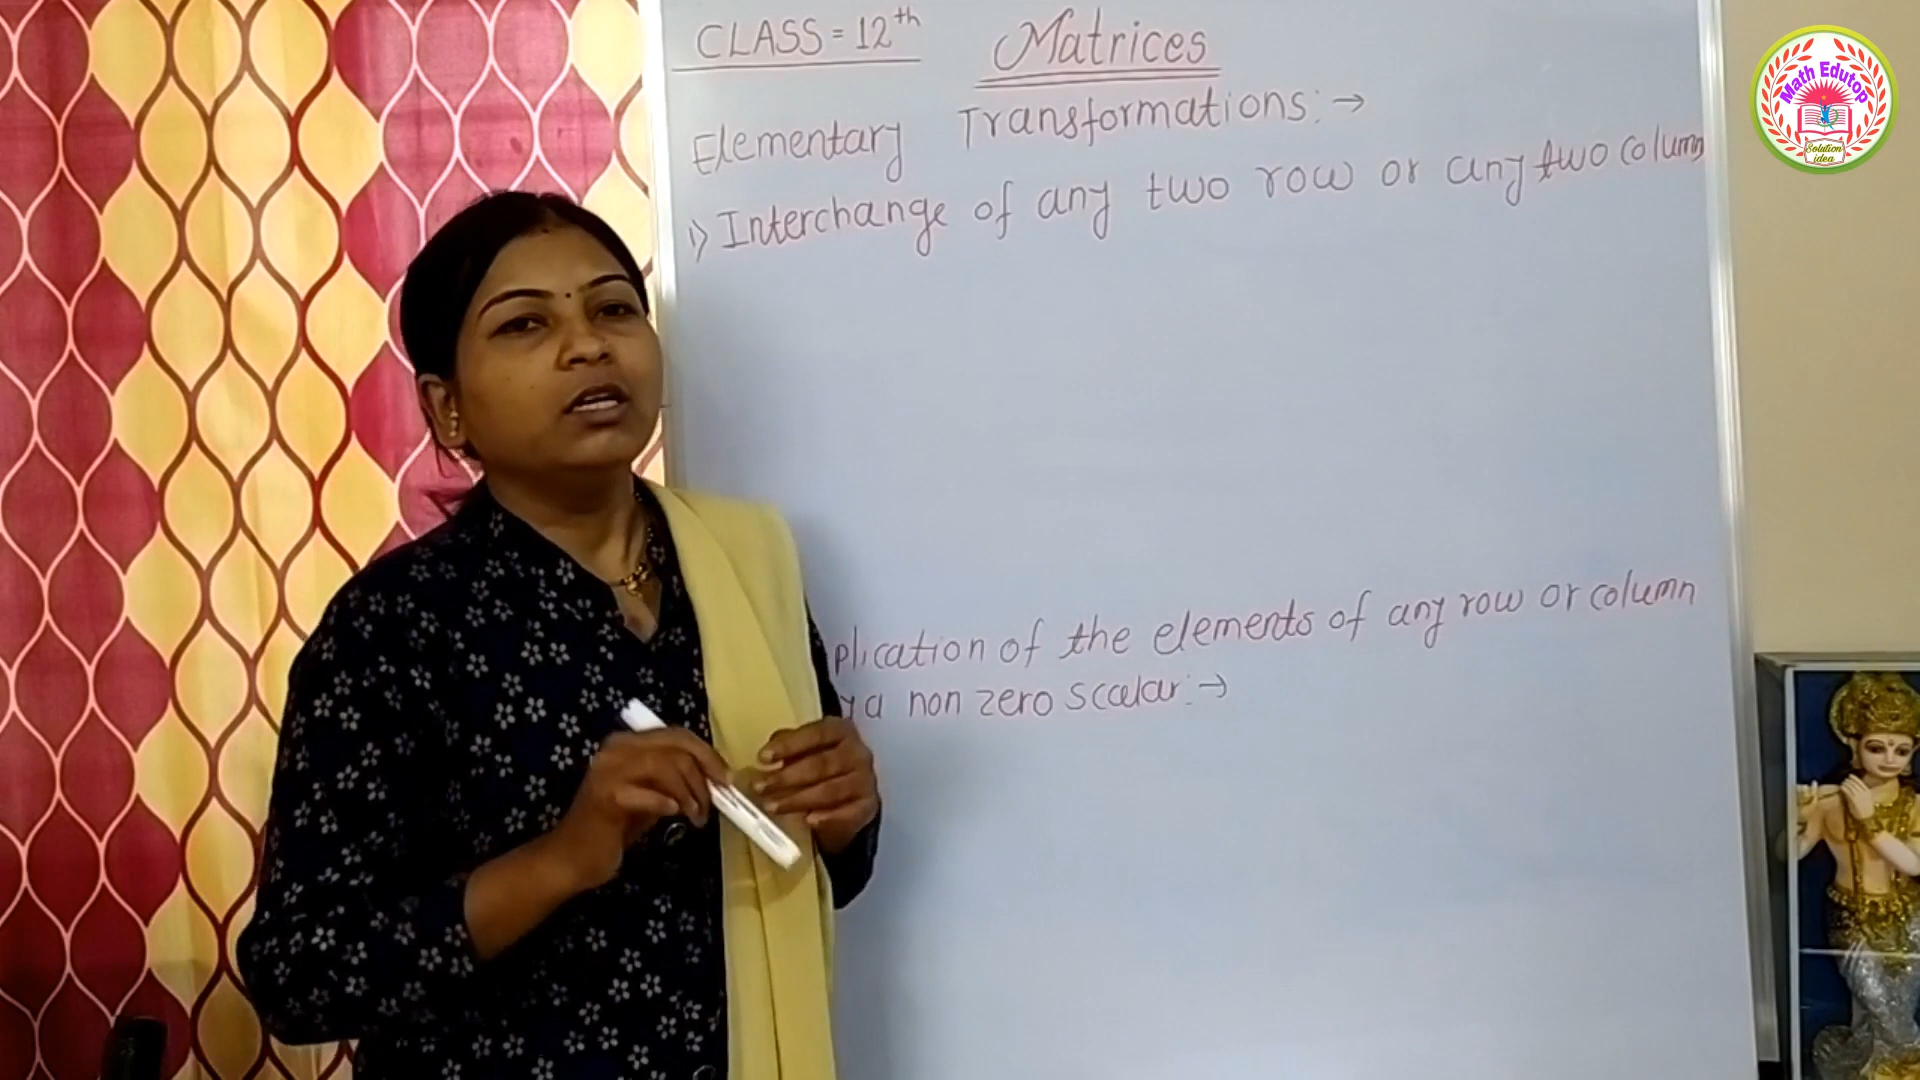 CLASS = 12th
Matrices
Elementary Transformations:→
1) Interchange of any two row or any two column
plication of the elements of any row or column
ya non zero scalar:→
Math Edutop
Solution
idea